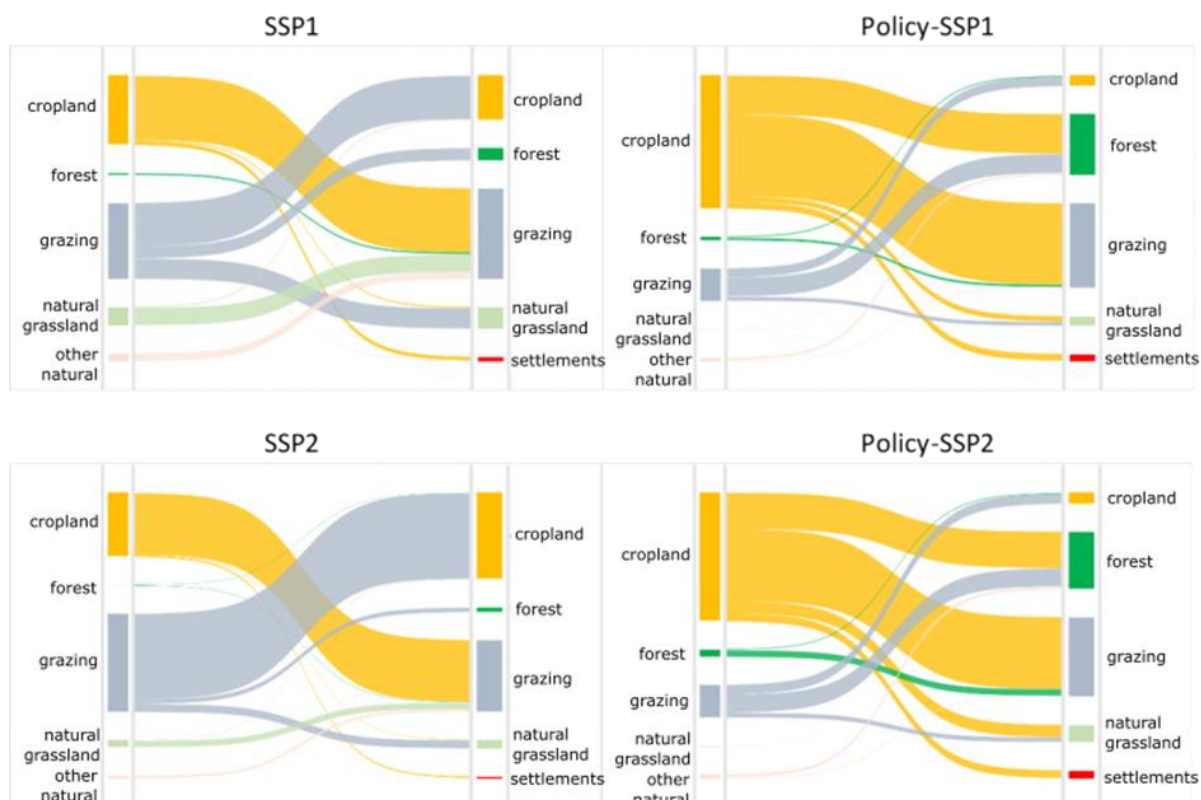 SSP1
cropland
forest
grazing
natural
grassland
other
natural
cropland
forest
grazing
natural
grassland
settlements
Policy-SSP1
cropland
forest
grazing
natural
grassland
other
natural
cropland
forest
grazing
natural
grassland
settlements
SSP2
cropland
forest
grazing
natural
grassland
other
natural
cropland
forest
grazing
natural
grassland
settlements
Policy-SSP2
cropland
forest
grazing
natural
grassland
other
natural
cropland
forest
grazing
natural
grassland
settlements